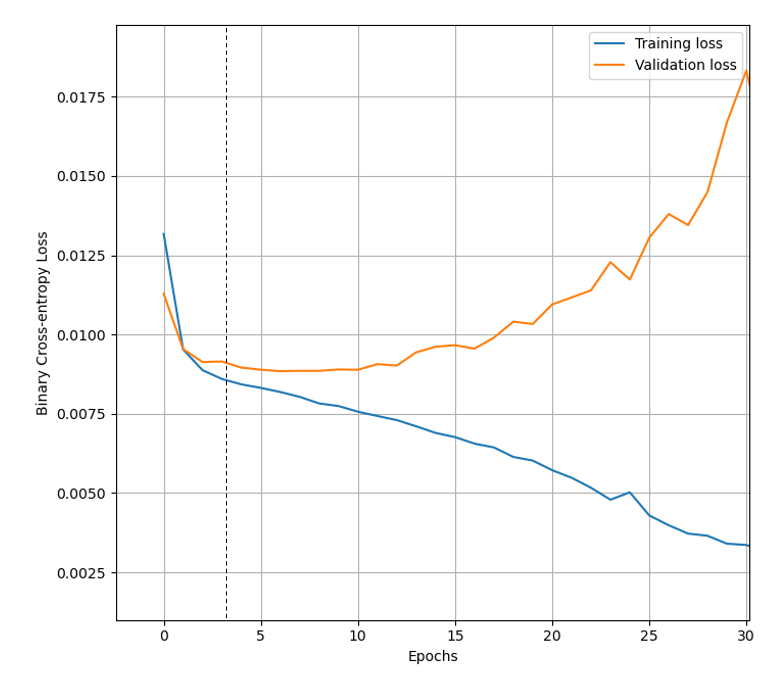 Training loss
Validation loss
0.0175
0.0150
0.0125
0.0100
0.0075
0.0050
0.0025
Binary Cross-entropy Loss
0 5 10 15 20 25 30
Epochs